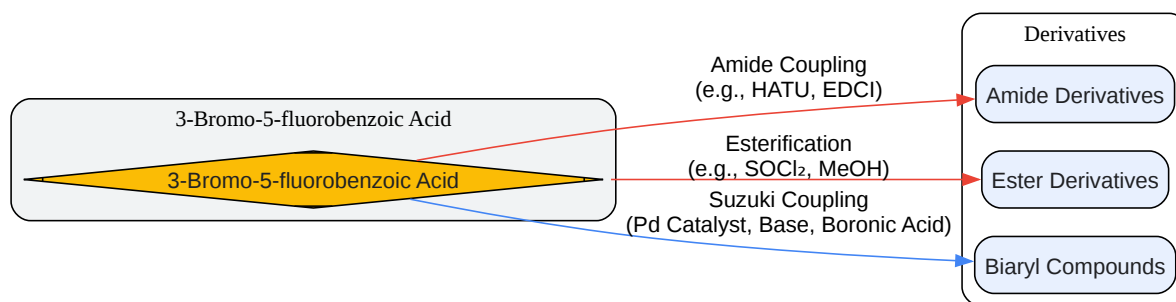 3-Bromo-5-fluorobenzoic Acid
3-Bromo-5-fluorobenzoic Acid
Amide Coupling
(e.g., HATU, EDCI)
Esterification
(e.g., SOCl₂, MeOH)
Suzuki Coupling
(Pd Catalyst, Base, Boronic Acid)
Derivatives
Amide Derivatives
Ester Derivatives
Biaryl Compounds